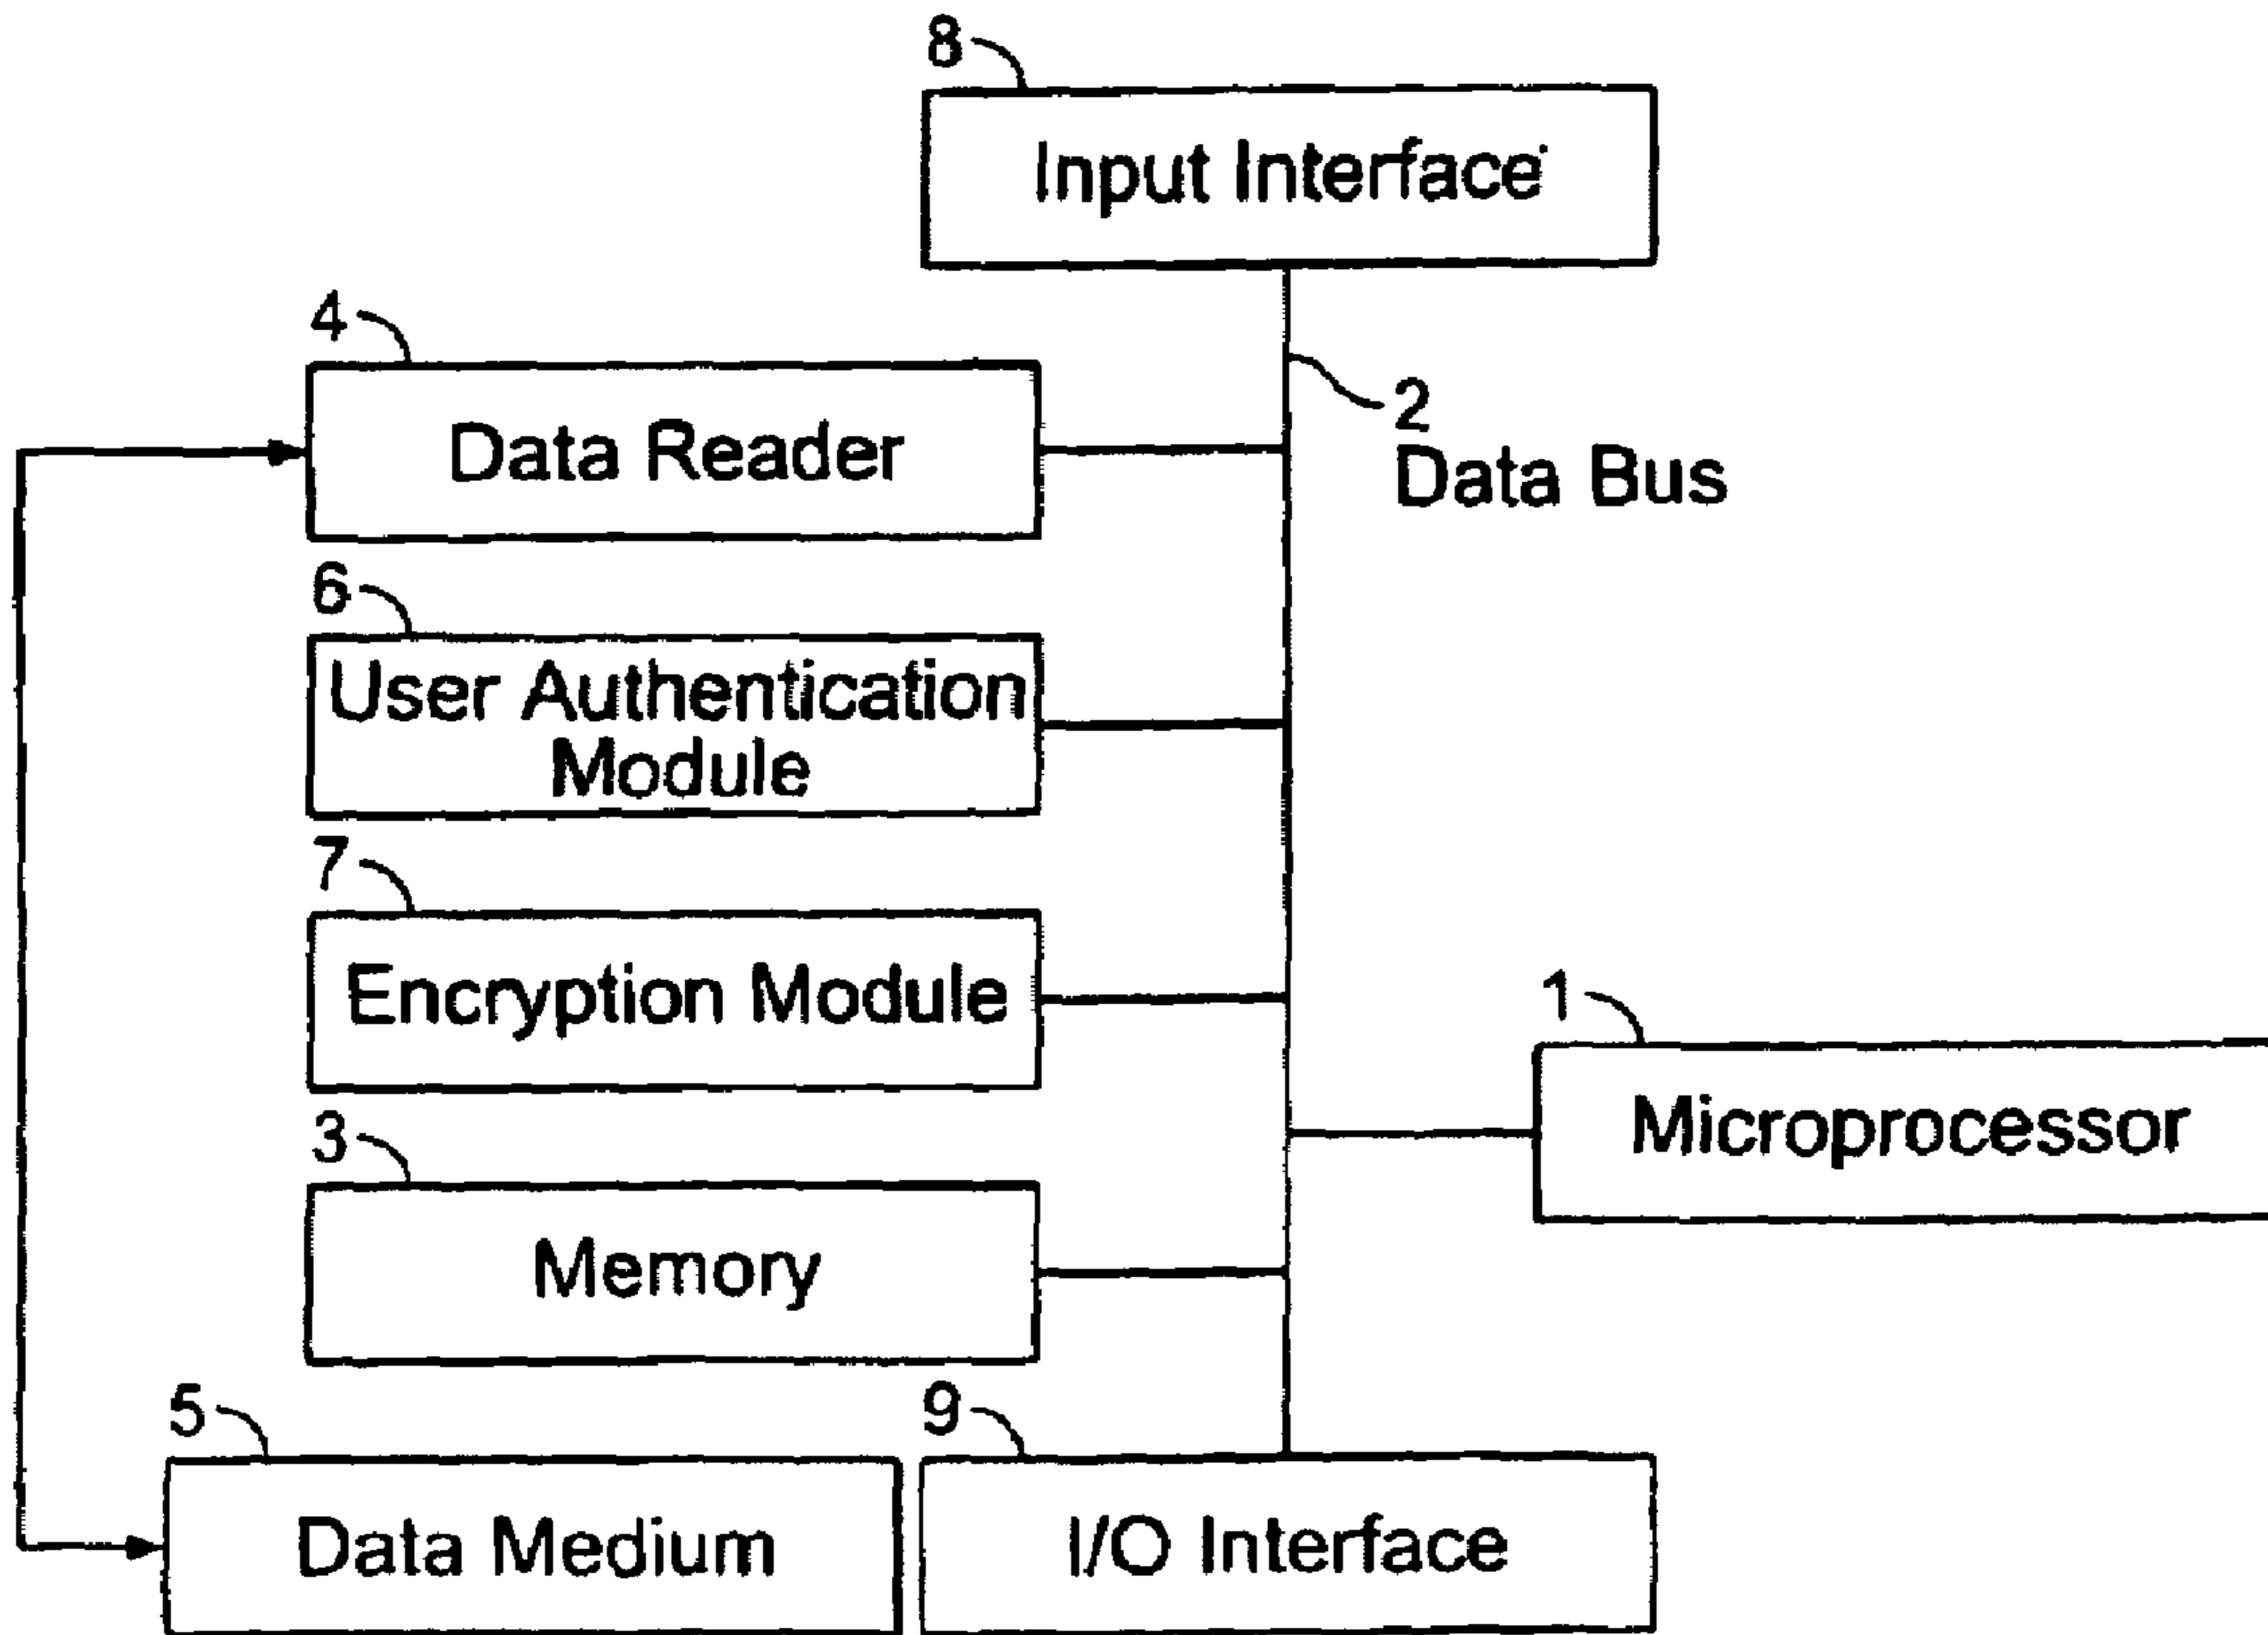 8
Input Interface
4
Data Reader
2
Data Bus
6
User Authentication
Module
7
Encryption Module
1
Microprocessor
3
Memory
5
Data Medium
9
I/O Interface